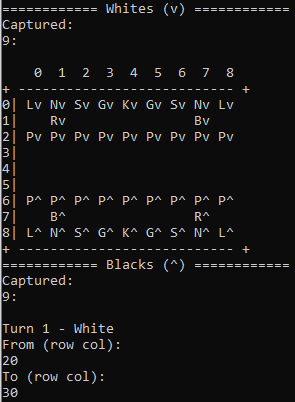 ============ Whites (v) ============
Captured:
9:

    0  1  2  3  4  5  6  7  8
+ --------------------------- +
0| Lv Nv Sv Gv Kv Gv Sv Nv Lv
1|    Rv                Bv
2| Pv Pv Pv Pv Pv Pv Pv Pv Pv
3|
4|
5|
6| P^ P^ P^ P^ P^ P^ P^ P^ P^
7|    B^                R^
8| L^ N^ S^ G^ K^ G^ S^ N^ L^
+ --------------------------- +
============ Blacks (^) ============
Captured:
9:

Turn 1 - White
From (row col):
20
To (row col):
30